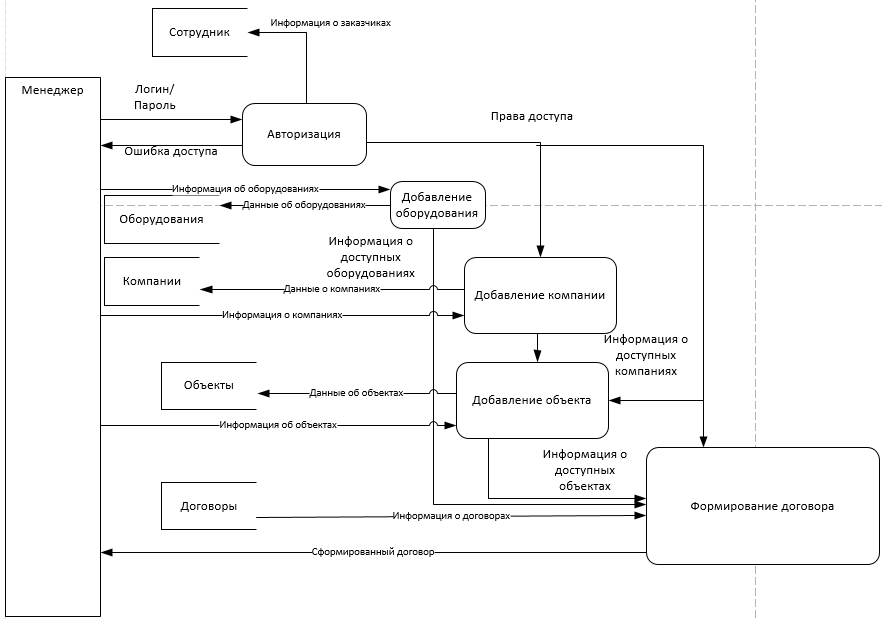 Информация о заказчиках
Сотрудник
Менеджер
Логин/
Пароль
Права доступа
Авторизация
Ошибка доступа
Информация об оборудованиях
Добавление
оборудования
Данные об оборудованиях
Оборудования
Информация о
доступных
оборудованиях
Компании
Данные о компаниях
Добавление компании
Информация о компаниях
Информация о
доступных
компаниях
Объекты
Данные об объектах
Добавление объекта
Информация об объектах
Информация о
доступных
объектах
Договоры
Формирование договора
Информация о договорах
Сформированный договор